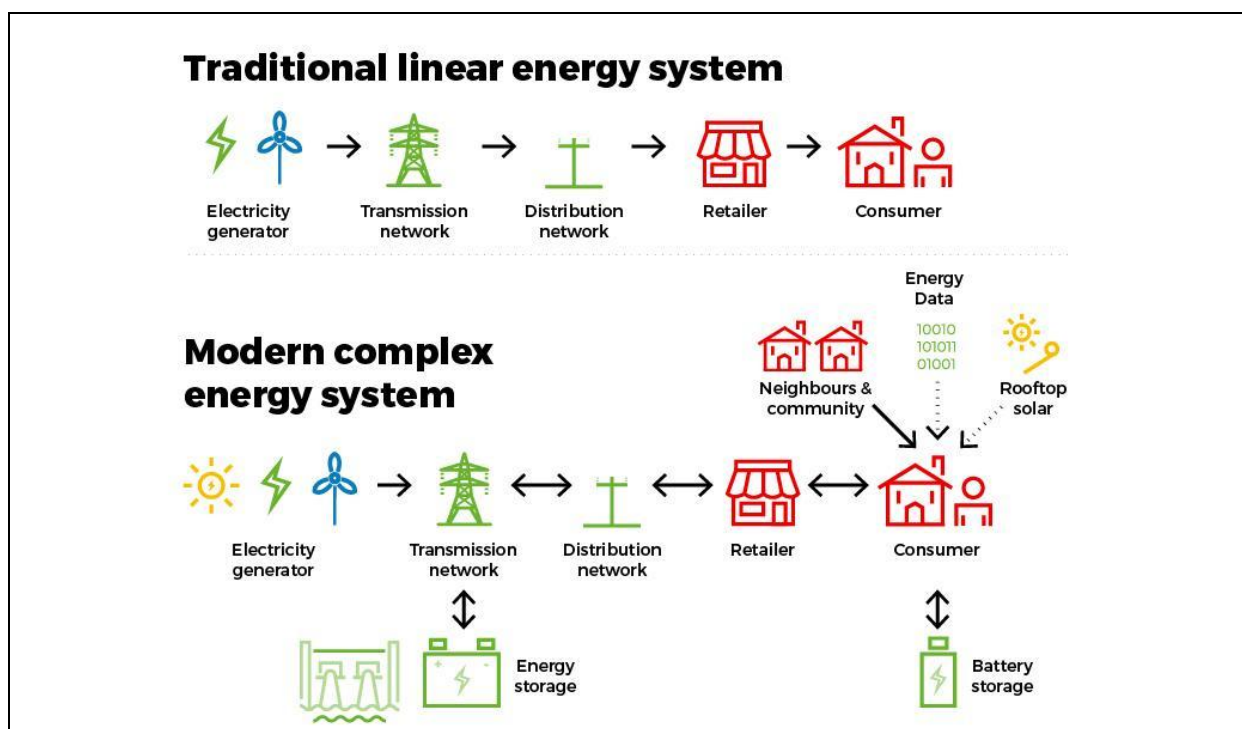 Traditional linear energy system
Electricity
generator
Transmission
network
Distribution
network
Retailer
Consumer
Energy
Data
10010
101011
01001
Neighbours &
community
Rooftop
solar
Modern complex
energy system
Electricity
generator
Transmission
network
Distribution
network
Retailer
Consumer
Energy
storage
Battery
storage